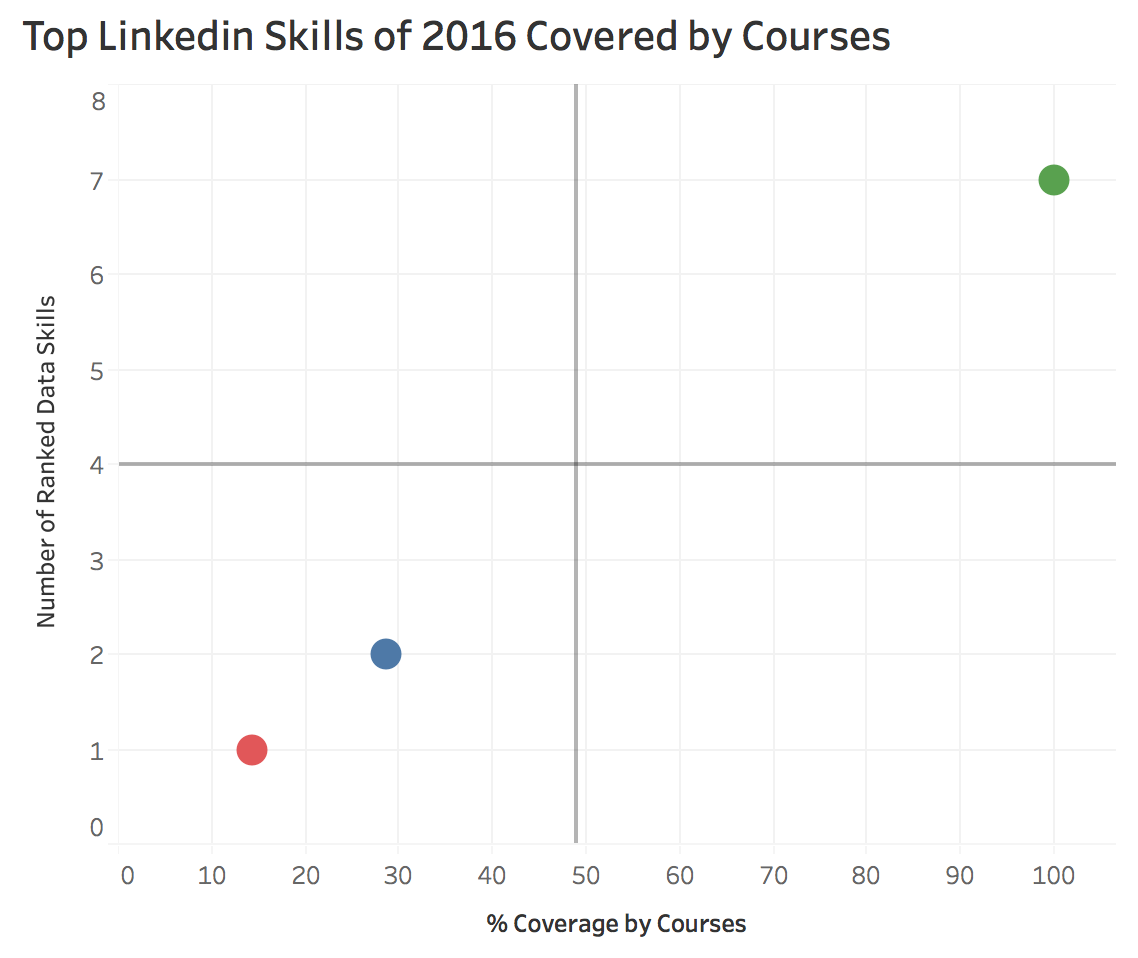 Top Linkedin Skills of 2016 Covered by Courses
8
7
6
5
4
3
2
1
0
Number of Ranked Data Skills
0 10 20 30 40 50 60 70 80 90 100
% Coverage by Courses